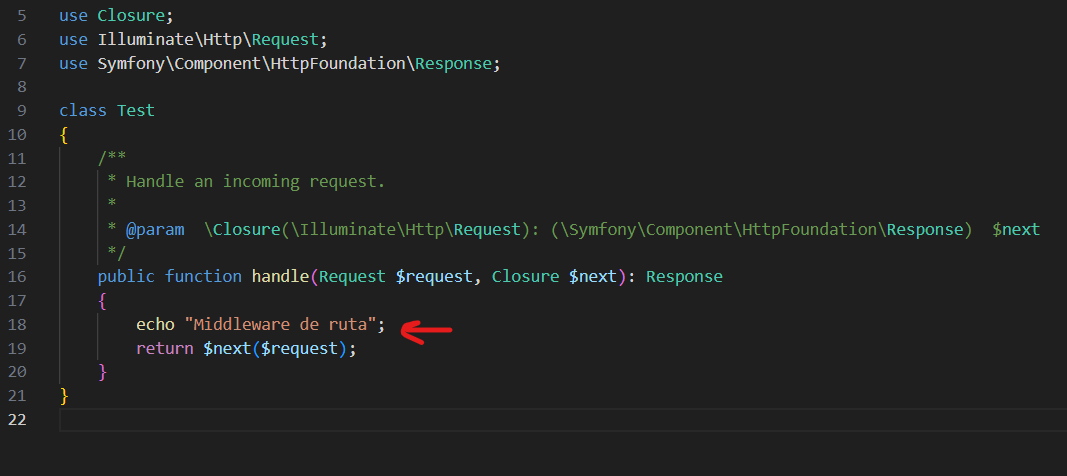 5 use Closure;
6 use Illuminate\Http\Request;
7 use Symfony\Component\HttpFoundation\Response;
8
9 class Test
10 {
11     /**
12      * Handle an incoming request.
13      *
14      * @param  \Closure(\Illuminate\Http\Request): (\Symfony\Component\HttpFoundation\Response)  $next
15      */
16     public function handle(Request $request, Closure $next): Response
17     {
18         echo "Middleware de ruta";
19         return $next($request);
20     }
21 }
22